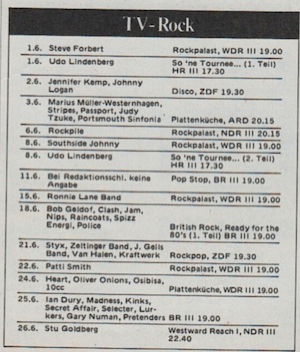 TV-Rock
1.6. Steve Forbert Rockpalast, WDR III 19.00
1.6. Udo Lindenberg So 'ne Tournee... (1. Teil)
HR III 17.30
2.6. Jennifer Kemp, Johnny
Logan Disco, ZDF 19.30
3.6. Marius Müller-Westernhagen,
Stripes, Passport, Judy
Tzuke, Portsmouth Sinfonia Plattenküche, ARD 20.15
6.6. Rockpile Rockpalast, NDR III 20.15
8.6. Southside Johnny Rockpalast, WDR III 19.00
8.6. Udo Lindenberg So 'ne Tournee... (2. Teil)
HR III 17.30
11.6. Bei Redaktionsschl. keine
Angabe Pop Stop, BR III 19.00
15.6. Ronnie Lane Band Rockpalast, WDR III 19.00
18.6. Bob Geldof, Clash, Jam,
Nips, Raincoats, Spizz
Energi, Police British Rock, Ready for the
80's (1. Teil) BR III 19.00
21.6. Styx, Zeltinger Band, J. Geils
Band, Van Halen, Kraftwerk Rockpop, ZDF 19.30
22.6. Patti Smith Rockpalast, WDR III 19.00
24.6. Heart, Oliver Onions, Osibisa,
10cc Plattenküche, WDR III 19.00
25.6. Ian Dury, Madness, Kinks,
Secret Affair, Selecter, Lur-
kers, Gary Numan, Pretenders BR III 19.00
26.6. Stu Goldberg Westward Reach I, NDR III
22.40